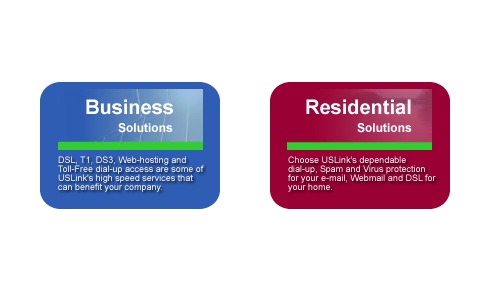 Business
Solutions
DSL, T1, DS3, Web-hosting and
Toll-Free dial-up access are some of
USLink's high speed services that
can benefit your company.
Residential
Solutions
Choose USLink's dependable
dial-up, Spam and Virus protection
for your e-mail, Webmail and DSL for
your home.